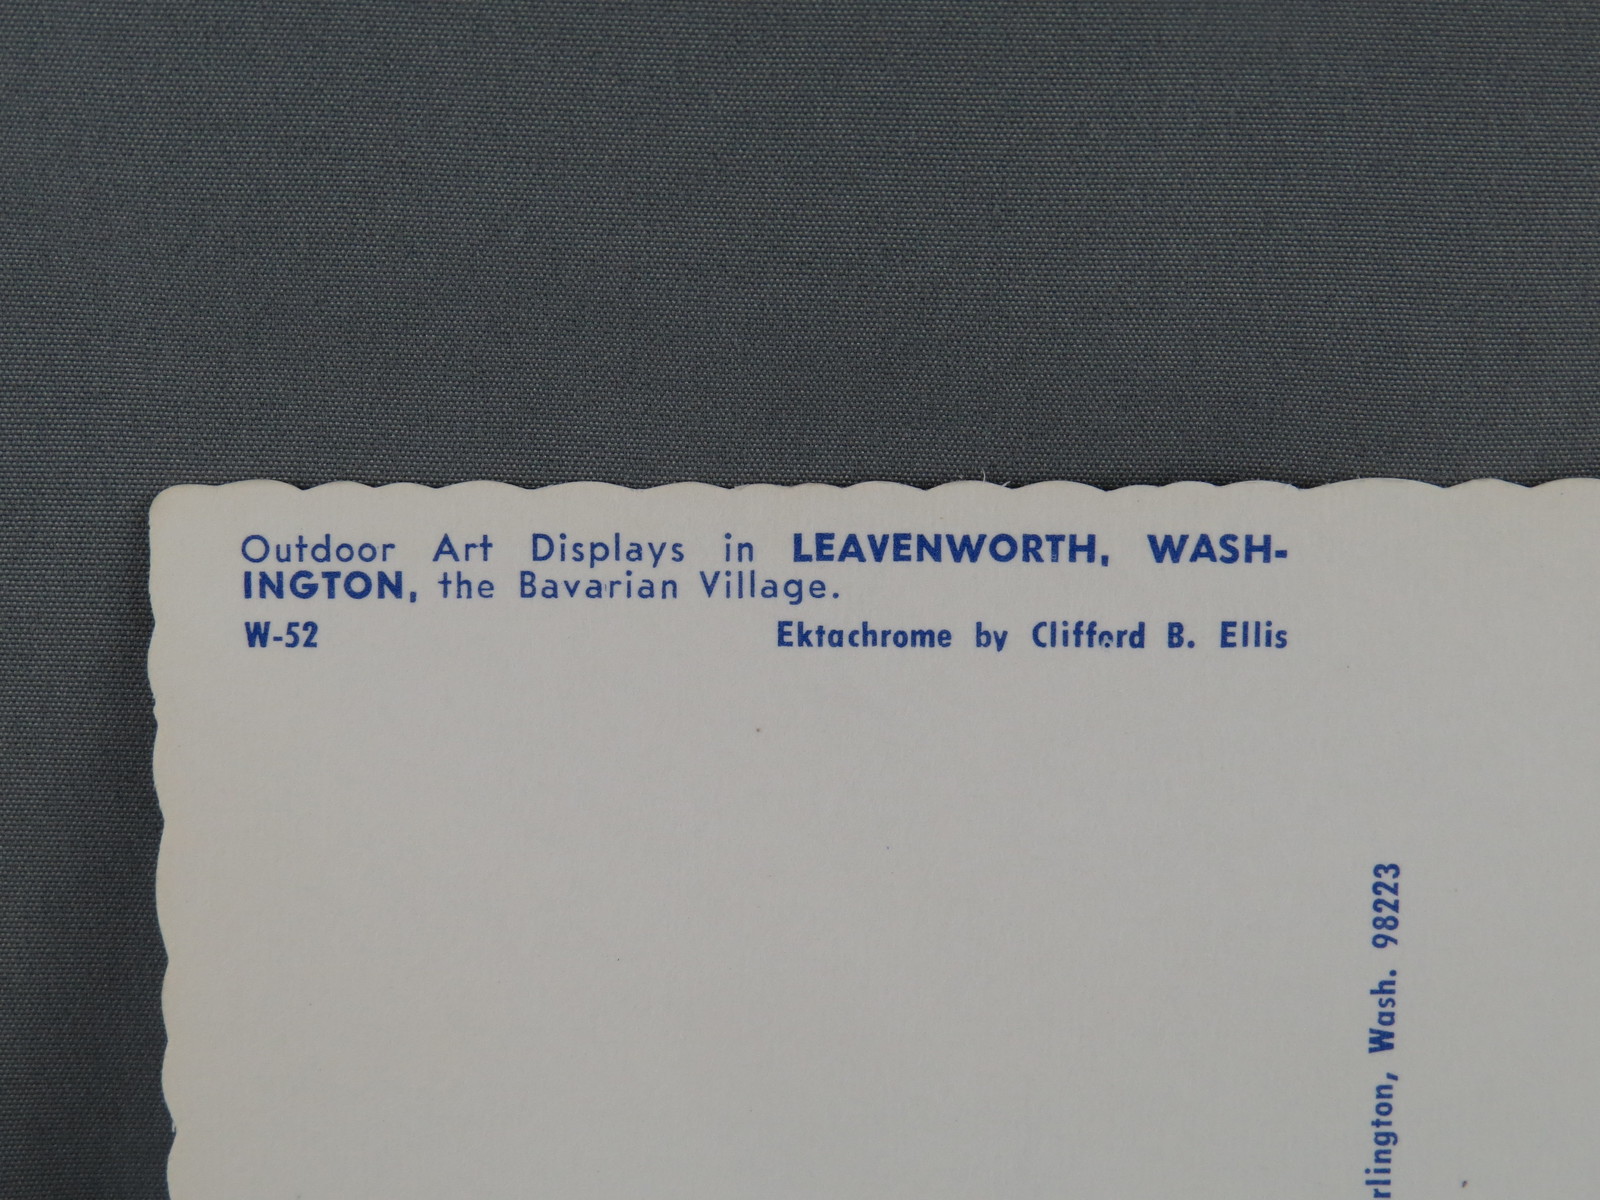 Outdoor Art Displays in LEAVENWORTH, WASH-
INGTON, the Bavarian Village.
W-52 Ektachrome by Clifford B. Ellis
rlington, Wash. 98223